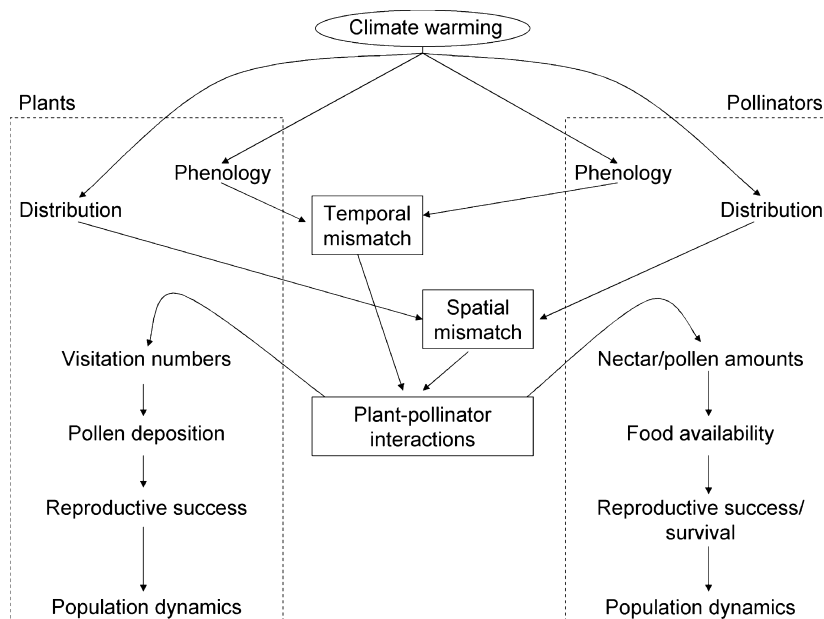 Climate warming
Plants
Pollinators
Phenology
Phenology
Distribution
Distribution
Temporal
mismatch
Spatial
mismatch
Visitation numbers
Nectar/pollen amounts
Plant-pollinator
interactions
Pollen deposition
Food availability
Reproductive success
Reproductive success/
survival
Population dynamics
Population dynamics